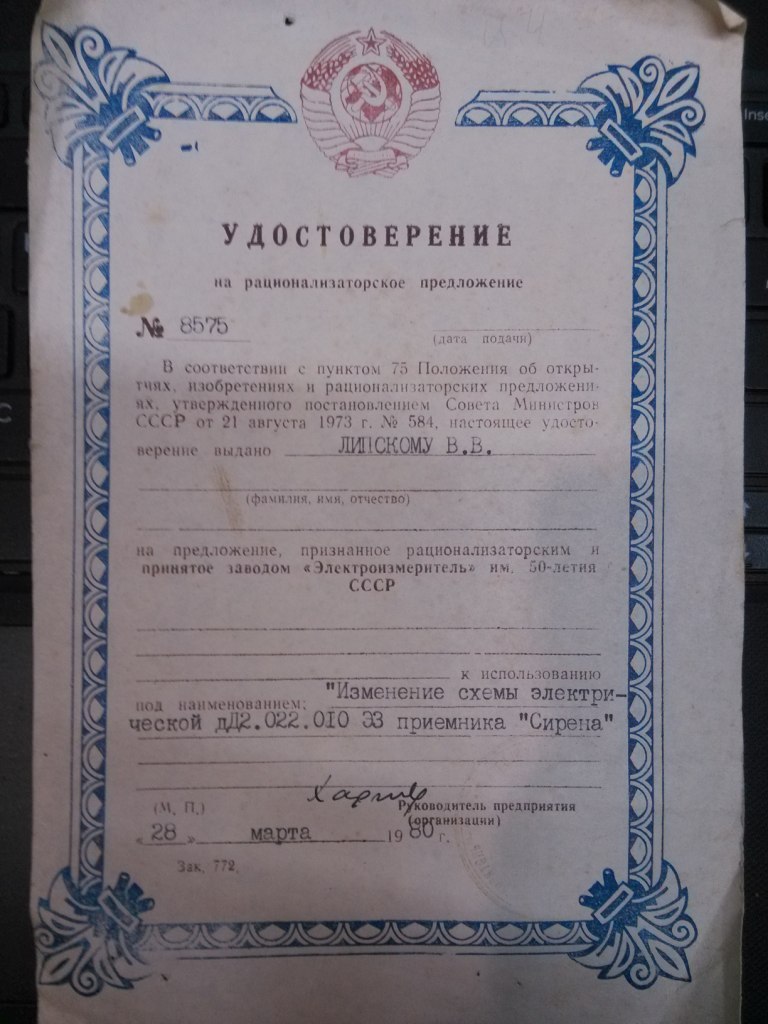 УДОСТОВЕРЕНИЕ
на рационализаторское предложение
№ 8575
(дата подачи)
В соответствии с пунктом 75 Положения об откры-
тиях, изобретениях и рационализаторских предложени-
ях, утвержденного постановлением Совета Министров
СССР от 21 августа 1973 г. № 584, настоящее удосто-
верение выдано ЛИПСКОМУ В.В.
(фамилия, имя, отчество)
на предложение, признанное рационализаторским и
принятое заводом «Электроизмеритель» им. 50-летия
СССР
к использованию
под наименованием: "Изменение схемы электри-
ческой дД2.022.010 ЭЗ приемника "Сирена"
(М. П.)
Руководитель предприятия
(организации)
«28» марта 1980 г.
Зак. 772.